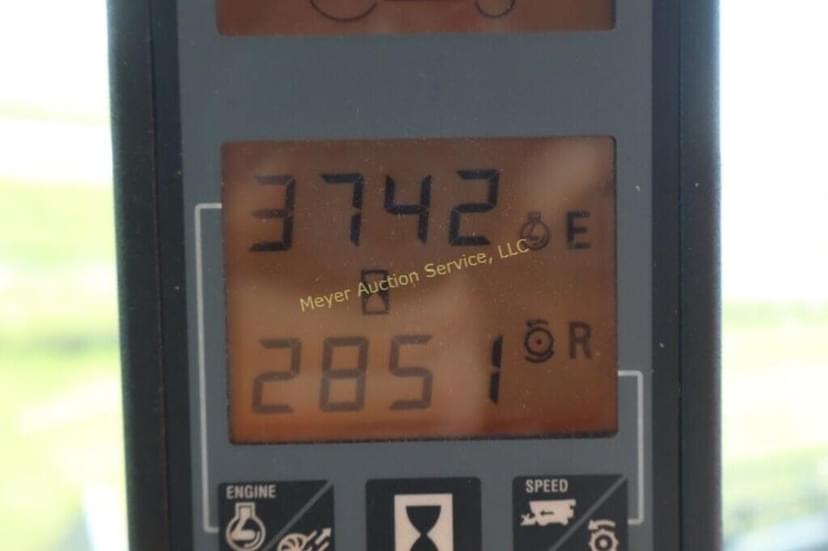 3742 E
Meyer Auction Service, LLC
2851 R
ENGINE
SPEED